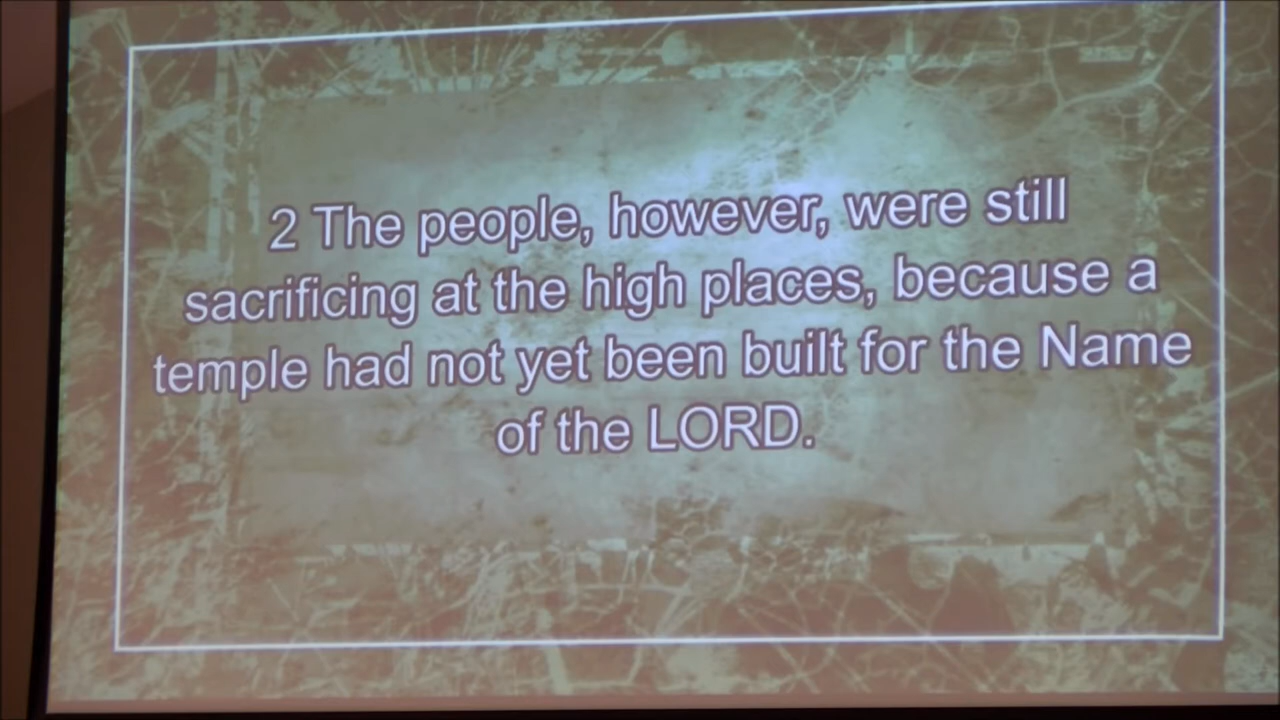 2 The people, however, were still
sacrificing at the high places, because a
temple had not yet been built for the Name
of the LORD.